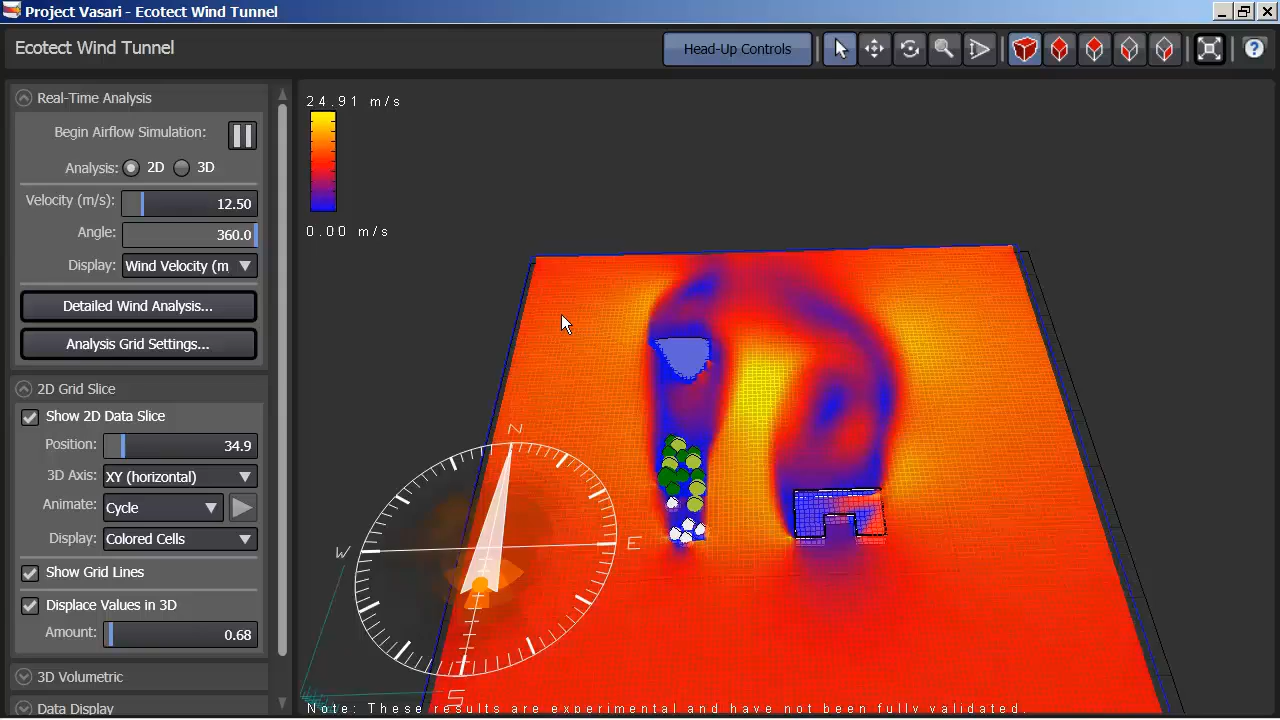 Project Vasari - Ecotect Wind Tunnel
Ecotect Wind Tunnel
Head-Up Controls
?
Real-Time Analysis
Begin Airflow Simulation:
Analysis: 2D 3D
Velocity (m/s): 12.50
Angle: 360.0
Display: Wind Velocity (m
Detailed Wind Analysis...
Analysis Grid Settings...
2D Grid Slice
Show 2D Data Slice
Position: 34.9
3D Axis: XY (horizontal)
Animate: Cycle
Display: Colored Cells
Show Grid Lines
Displace Values in 3D
Amount: 0.68
3D Volumetric
Data Display
24.91 m/s
0.00 m/s
N
W
E
S
Note: These results are experimental and have not been fully validated.